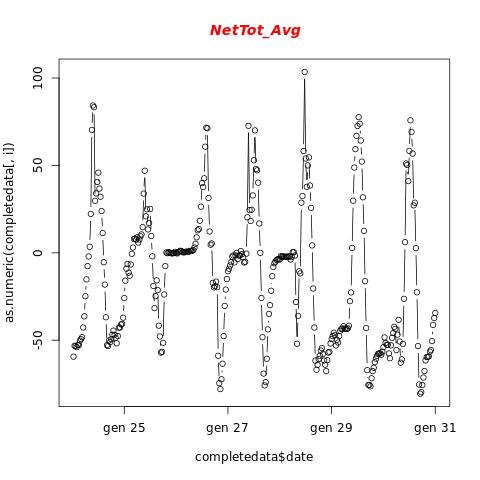 NetTot_Avg
as.numeric(completedata[, i])
100
50
0
-50
gen 25
gen 27
gen 29
gen 31
completedata$date